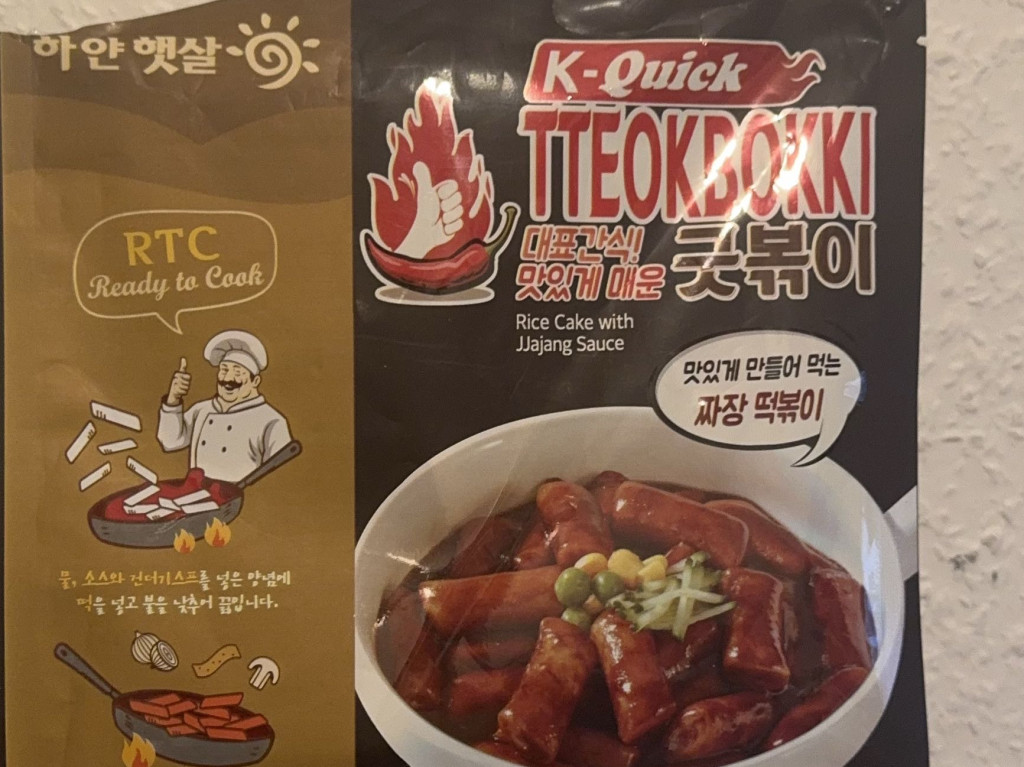 하얀햇살
RTC
Ready to Cook
물, 소스와 건더기스프를 넣은 양념에
떡을 넣고 불을 낮추어 끓입니다.
K-Quick
TTEOKBOKKI
대표간식!
맛있게 매운 굿볶이
Rice Cake with
JJajang Sauce
맛있게 만들어 먹는
짜장 떡볶이